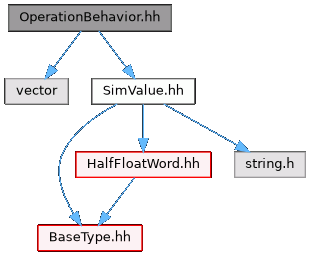 OperationBehavior.hh
vector
SimValue.hh
HalfFloatWord.hh
string.h
BaseType.hh